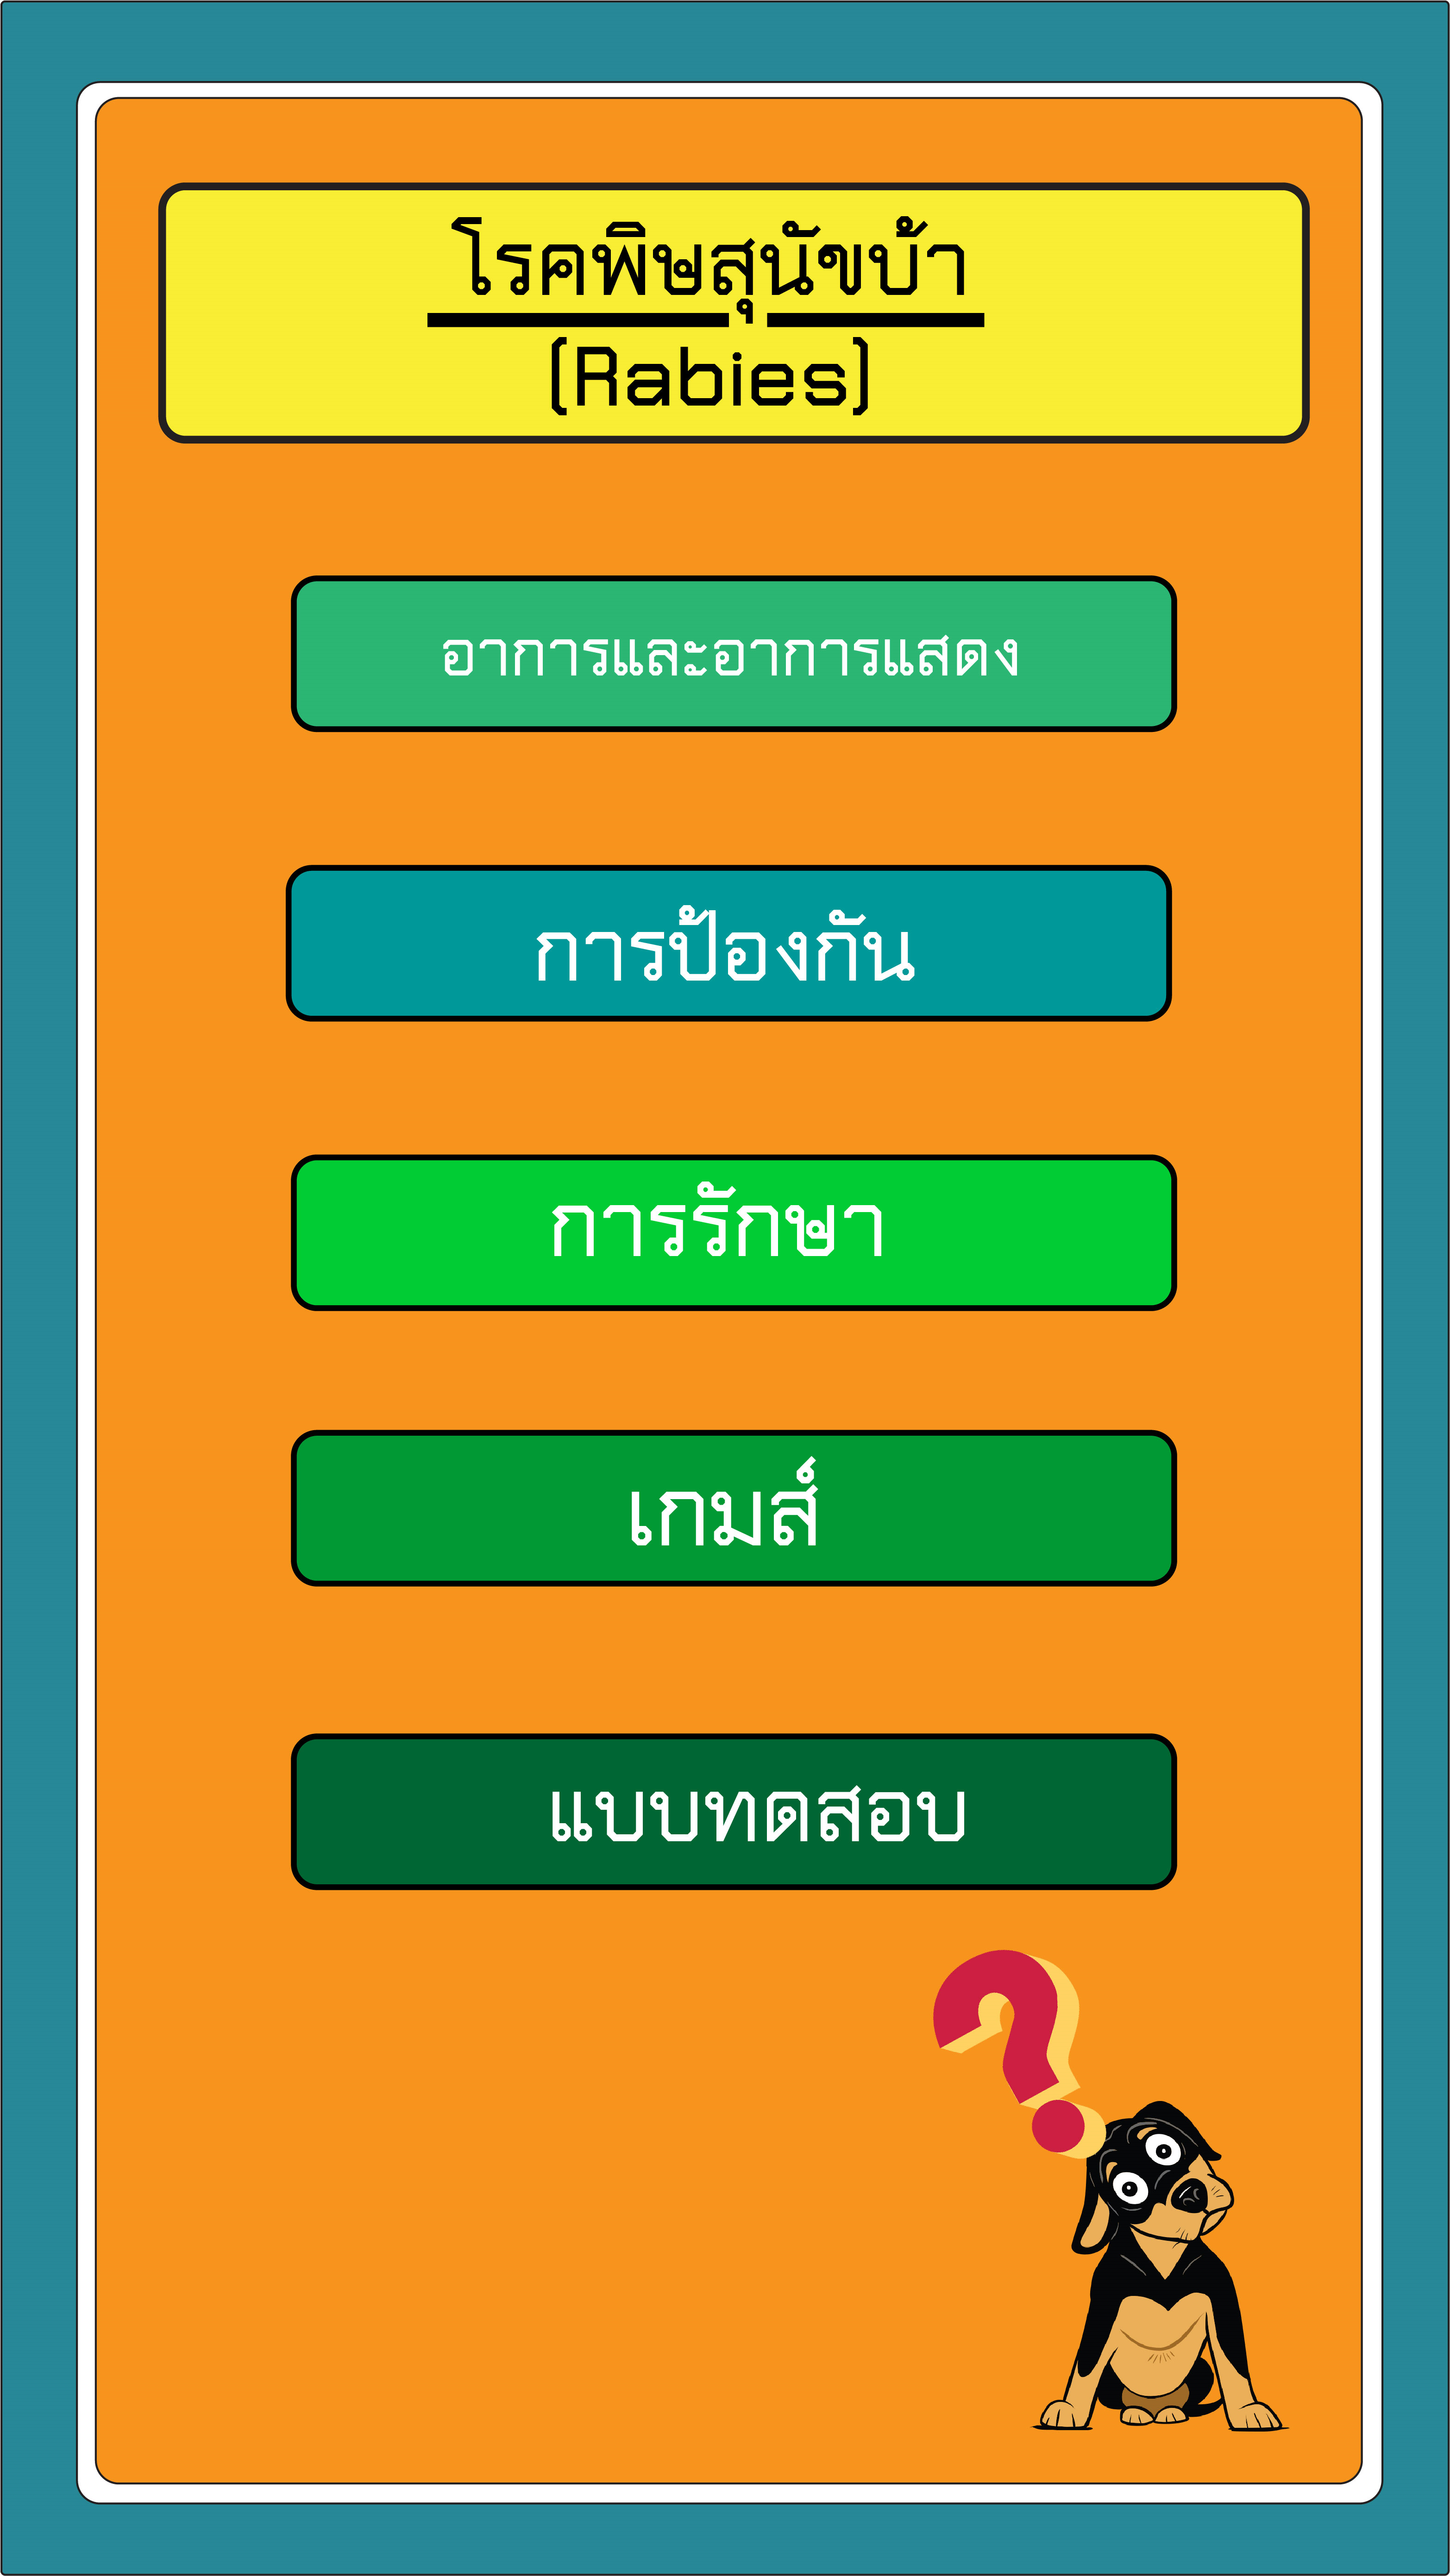 โรคพิษสุนัขบ้า
(Rabies)
อาการและอาการแสดง
การป้องกัน
การรักษา
เกมส์
แบบทดสอบ
?